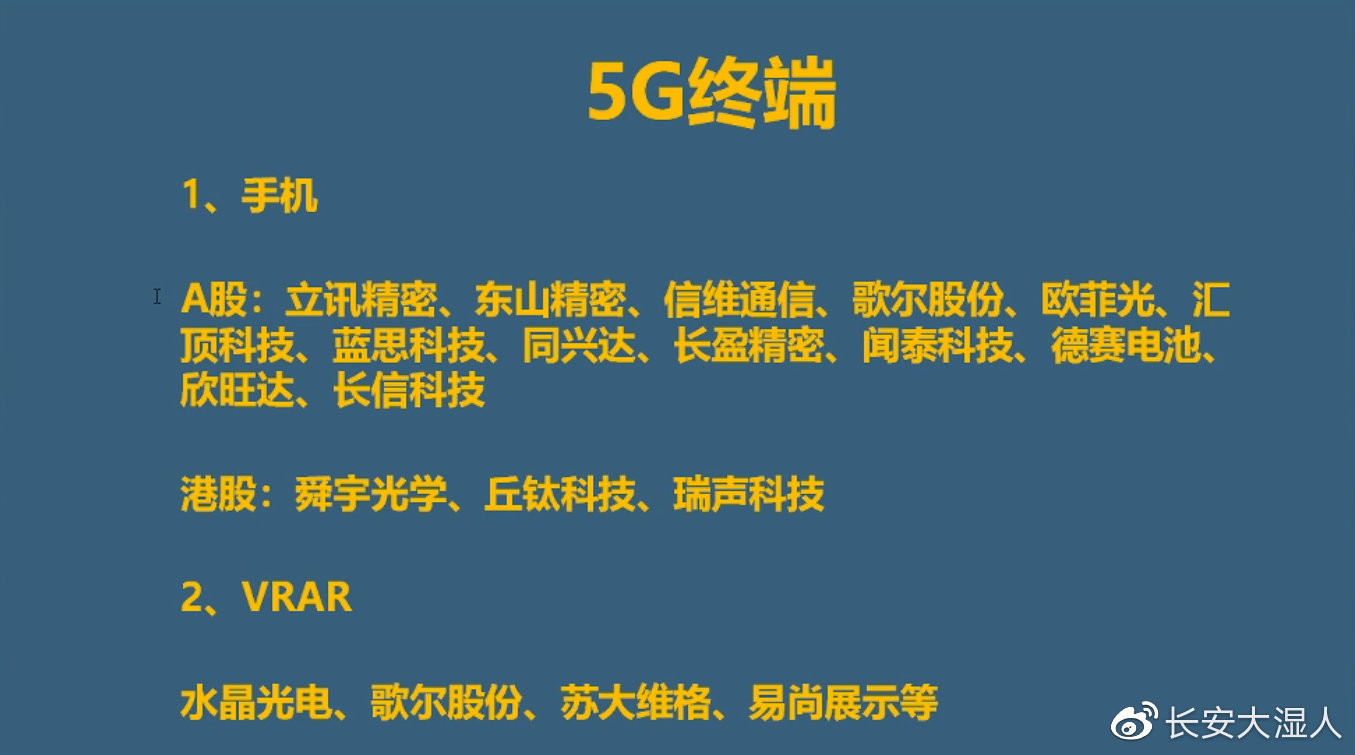 5G终端
1、手机
A股：立讯精密、东山精密、信维通信、歌尔股份、欧菲光、汇
顶科技、蓝思科技、同兴达、长盈精密、闻泰科技、德赛电池、
欣旺达、长信科技
港股：舜宇光学、丘钛科技、瑞声科技
2、VRAR
水晶光电、歌尔股份、苏大维格、易尚展示等
长安大湿人